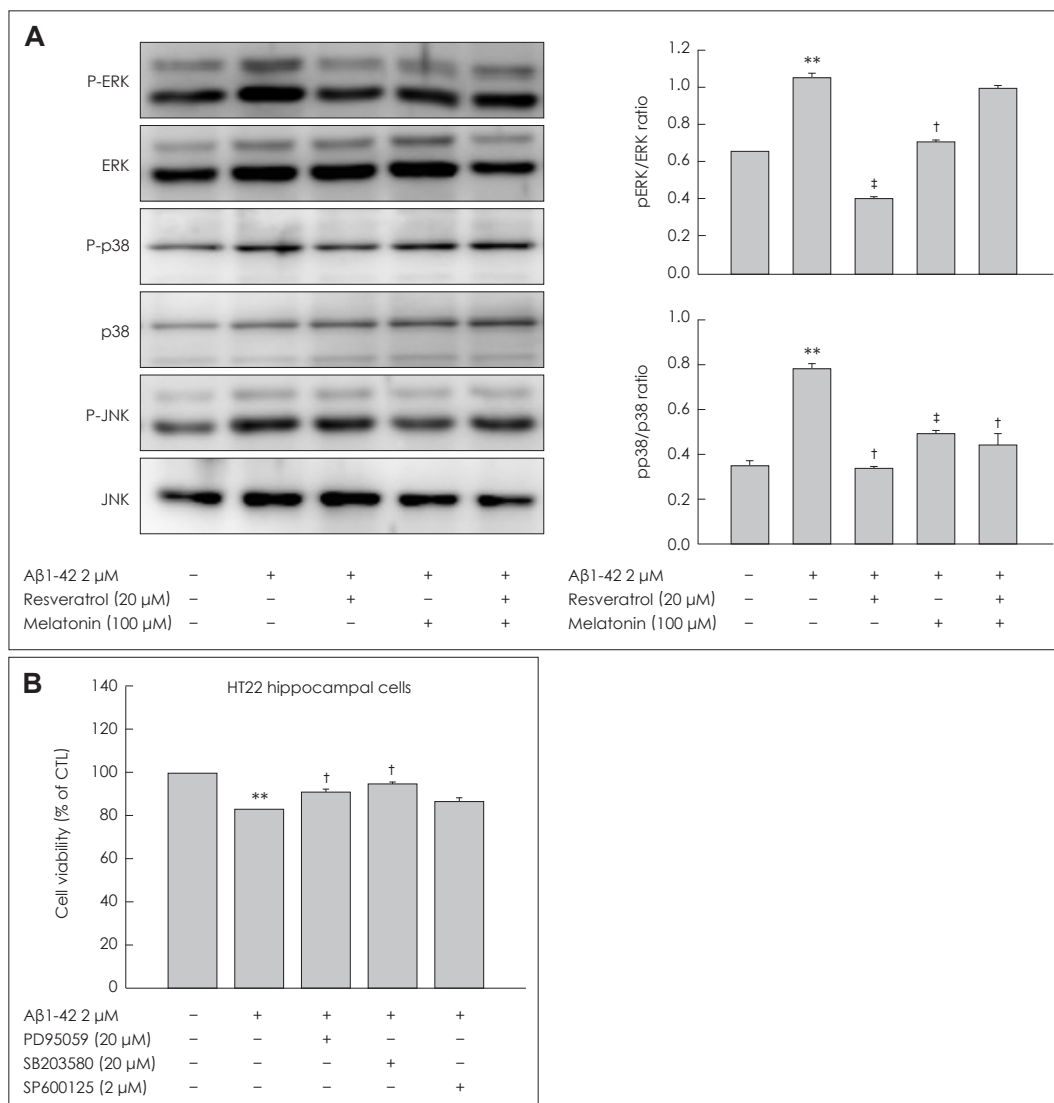 A
P-ERK
ERK
P-p38
p38
P-JNK
JNK
Aβ1-42 2 μM – + + + +
Resveratrol (20 μM) – – + – +
Melatonin (100 μM) – – – + +
pERK/ERK ratio
1.2
1.0
0.8
0.6
0.4
0.2
0.0
**
‡
†
pp38/p38 ratio
1.0
0.8
0.6
0.4
0.2
0.0
**
†
‡
†
Aβ1-42 2 μM – + + + +
Resveratrol (20 μM) – – + – +
Melatonin (100 μM) – – – + +
B
HT22 hippocampal cells
Cell viability (% of CTL)
140
120
100
80
60
40
20
0
**
†
†
Aβ1-42 2 μM – + + + +
PD95059 (20 μM) – – + – –
SB203580 (20 μM) – – – + –
SP600125 (2 μM) – – – – +